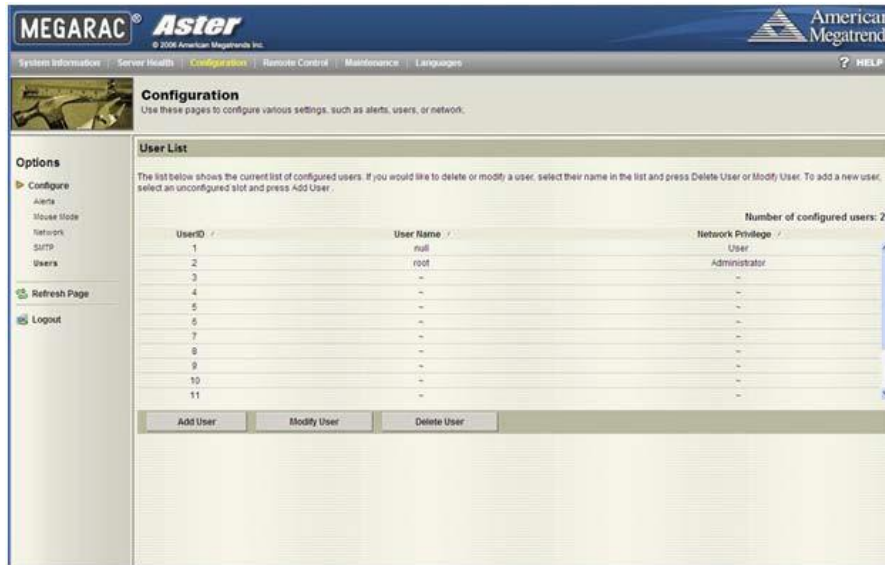 MEGARAC® Aster
© 2006 American Megatrends Inc.
American
Megatrend
System Information | Server Health | Configuration | Remote Control | Maintenance | Languages
? HELP
Configuration
Use these pages to configure various settings, such as alerts, users, or network.
Options
Configure
Alerts
Mouse Mode
Network
SMTP
Users
Refresh Page
Logout
User List
The list below shows the current list of configured users. If you would like to delete or modify a user, select their name in the list and press Delete User or Modify User. To add a new user,
select an unconfigured slot and press Add User .
Number of configured users: 2
UserID / User Name / Network Privilege /
1 null User
2 root Administrator
3 ~ ~
4 ~ ~
5 ~ ~
6 ~ ~
7 ~ ~
8 ~ ~
9 ~ ~
10 ~ ~
11 ~ ~
Add User Modify User Delete User